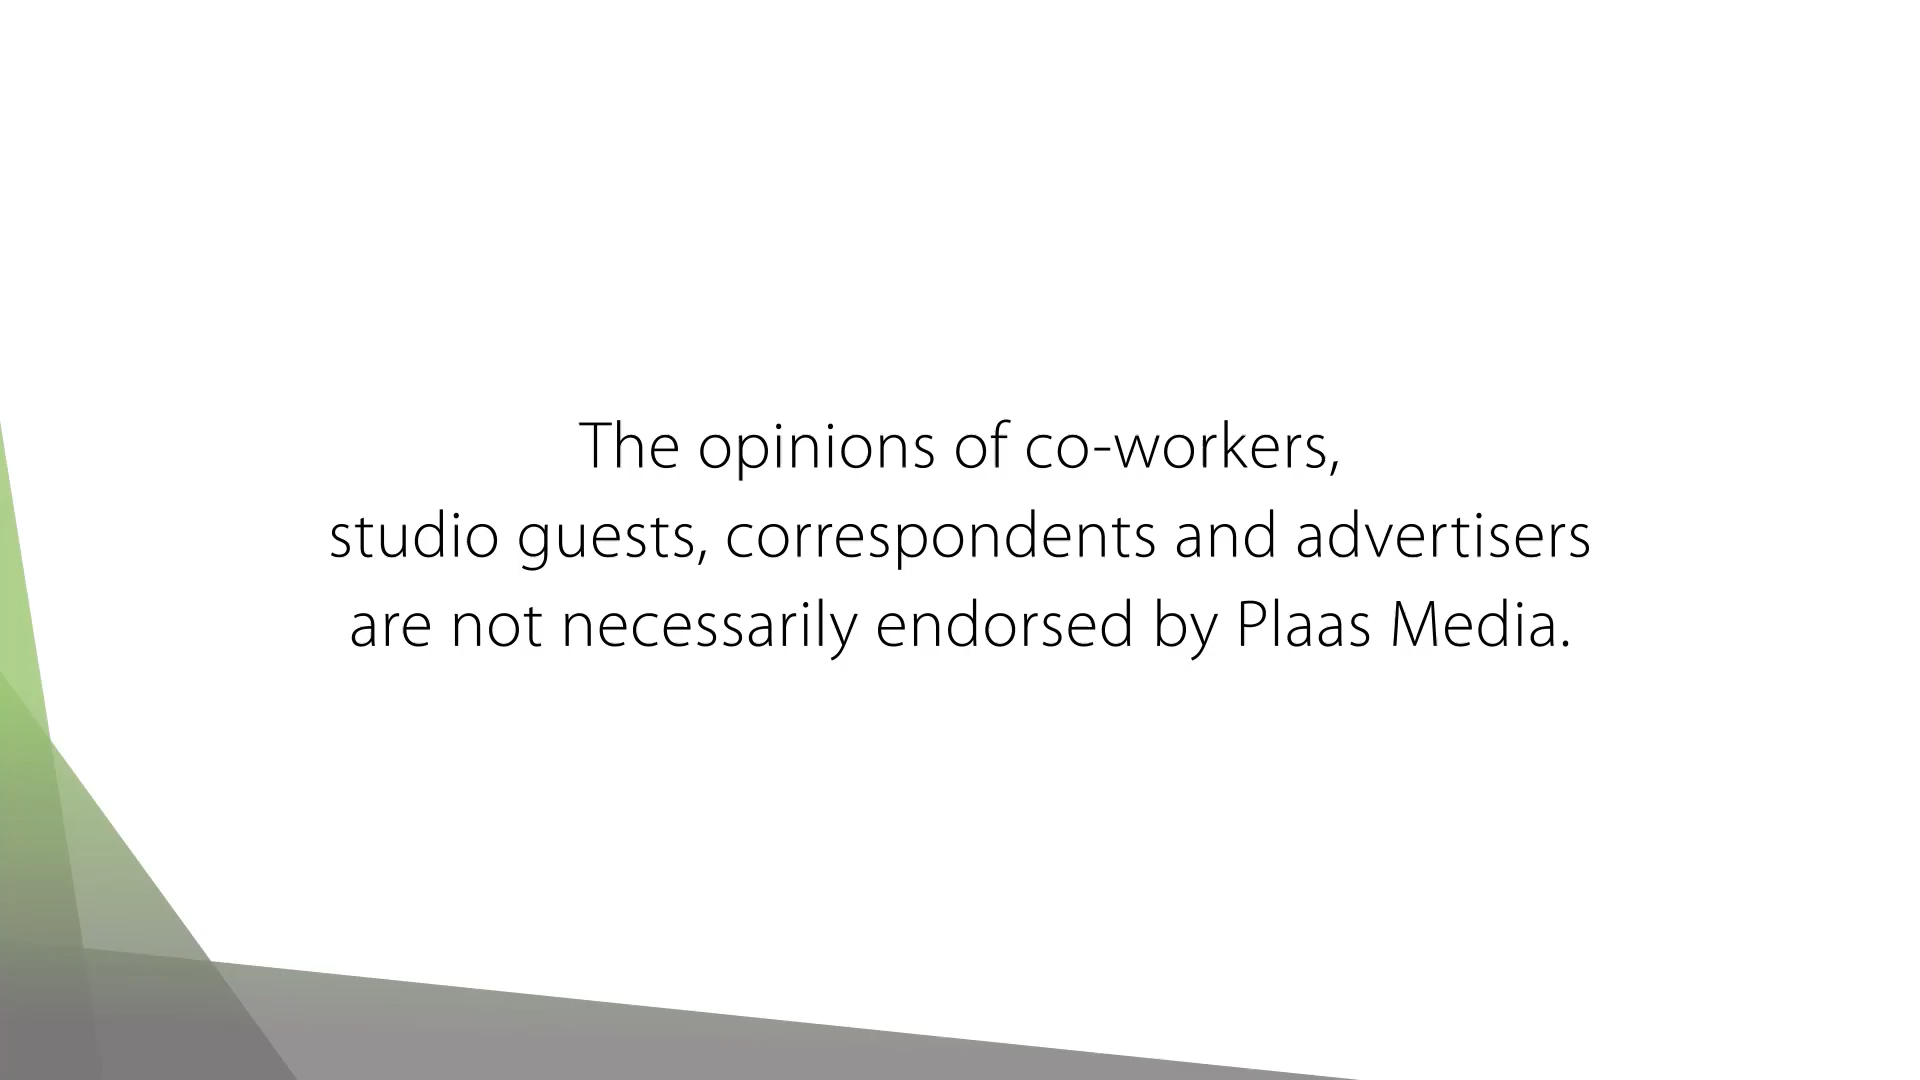 The opinions of co-workers,
studio guests, correspondents and advertisers
are not necessarily endorsed by Plaas Media.